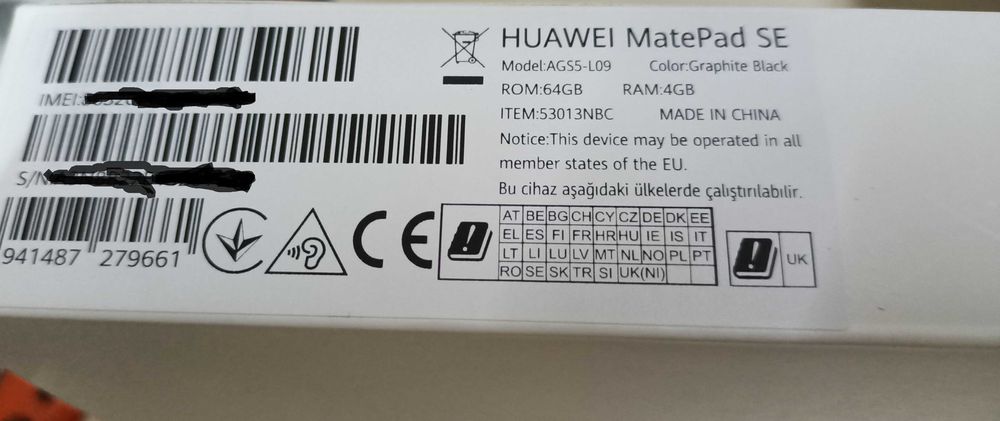 HUAWEI MatePad SE
Model:AGS5-L09 Color:Graphite Black
ROM:64GB RAM:4GB
ITEM:53013NBC MADE IN CHINA
Notice:This device may be operated in all
member states of the EU.
Bu cihaz aşağıdaki ülkelerde çalıştırılabilir.
IMEI:
S/N
941487 279661
CE
AT BE BG CH CY CZ DE DK EE
EL ES FI FR HR HU IE IS IT
LT LI LU LV MT NL NO PL PT
RO SE SK TR SI UK(NI)
UK